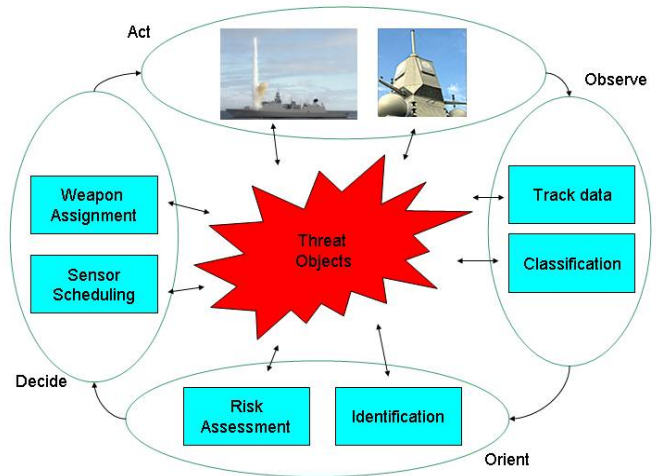 Act
Observe
Weapon
Assignment
Track data
Threat
Objects
Classification
Sensor
Scheduling
Decide
Risk
Assessment
Identification
Orient